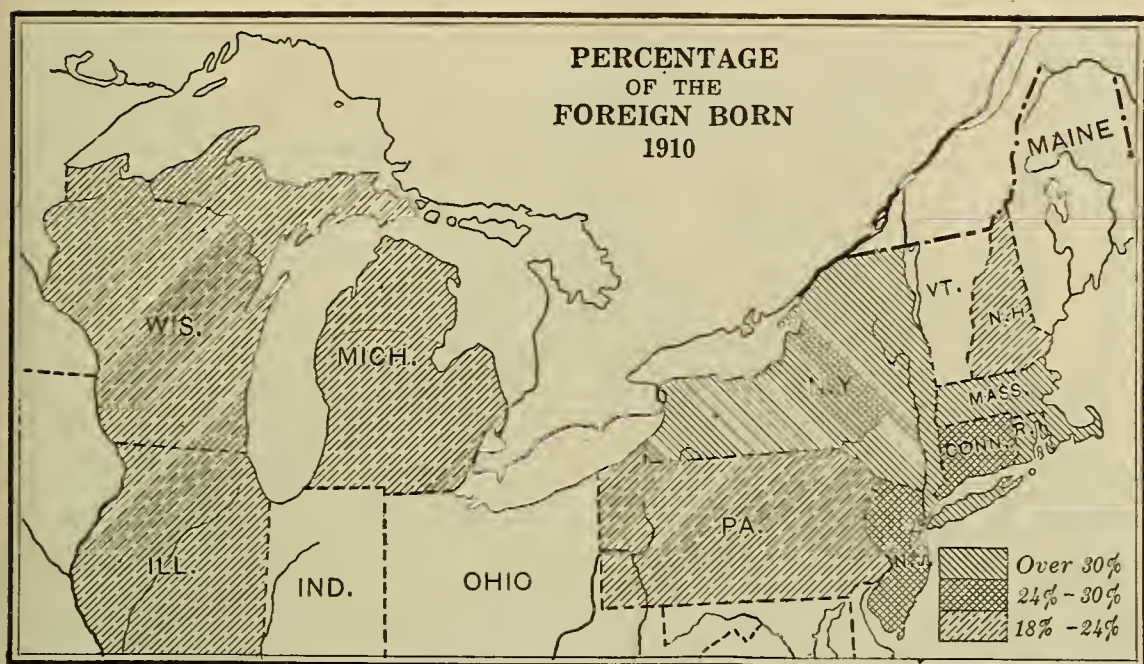 PERCENTAGE
OF THE
FOREIGN BORN
1910
MAINE
VT.
N.H.
WIS.
MICH.
N.Y.
MASS.
CONN. R.I.
PA.
ILL.
IND.
OHIO
N.J.
Over 30%
24% - 30%
18% - 24%